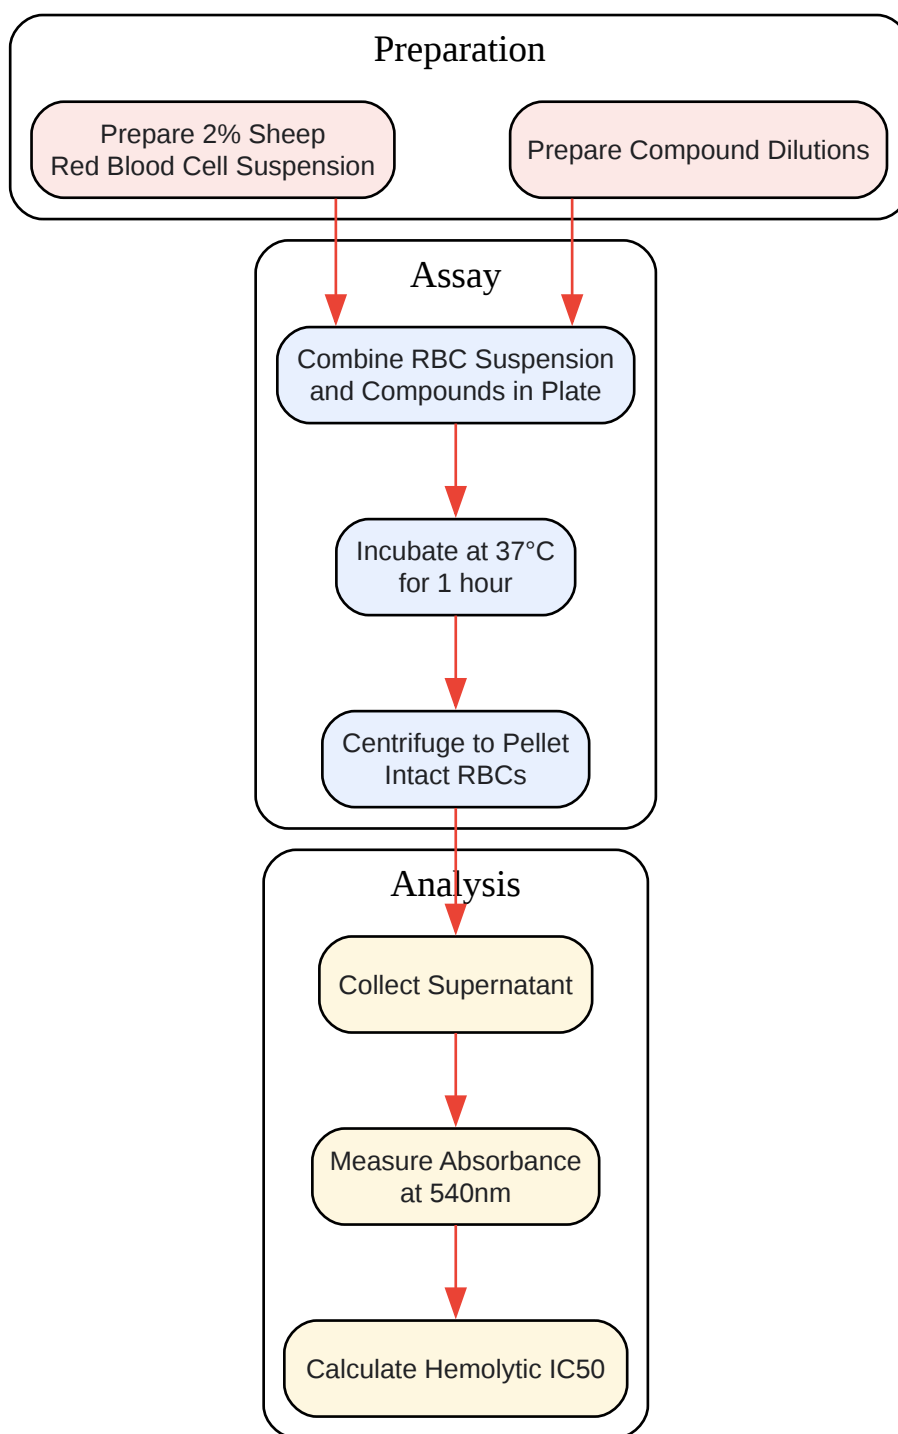 Preparation
Prepare 2% Sheep
Red Blood Cell Suspension
Prepare Compound Dilutions
Assay
Combine RBC Suspension
and Compounds in Plate
Incubate at 37°C
for 1 hour
Centrifuge to Pellet
Intact RBCs
Analysis
Collect Supernatant
Measure Absorbance
at 540nm
Calculate Hemolytic IC50